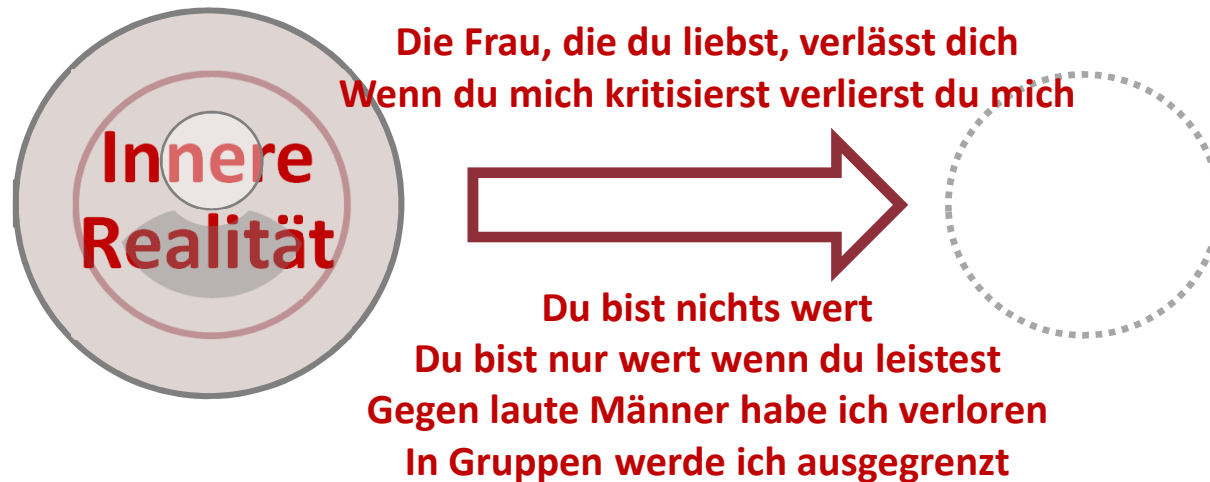 Die Frau, die du liebst, verlässt dich
Wenn du mich kritisierst verlierst du mich
Innere
Realität
Du bist nichts wert
Du bist nur wert wenn du leistest
Gegen laute Männer habe ich verloren
In Gruppen werde ich ausgegrenzt